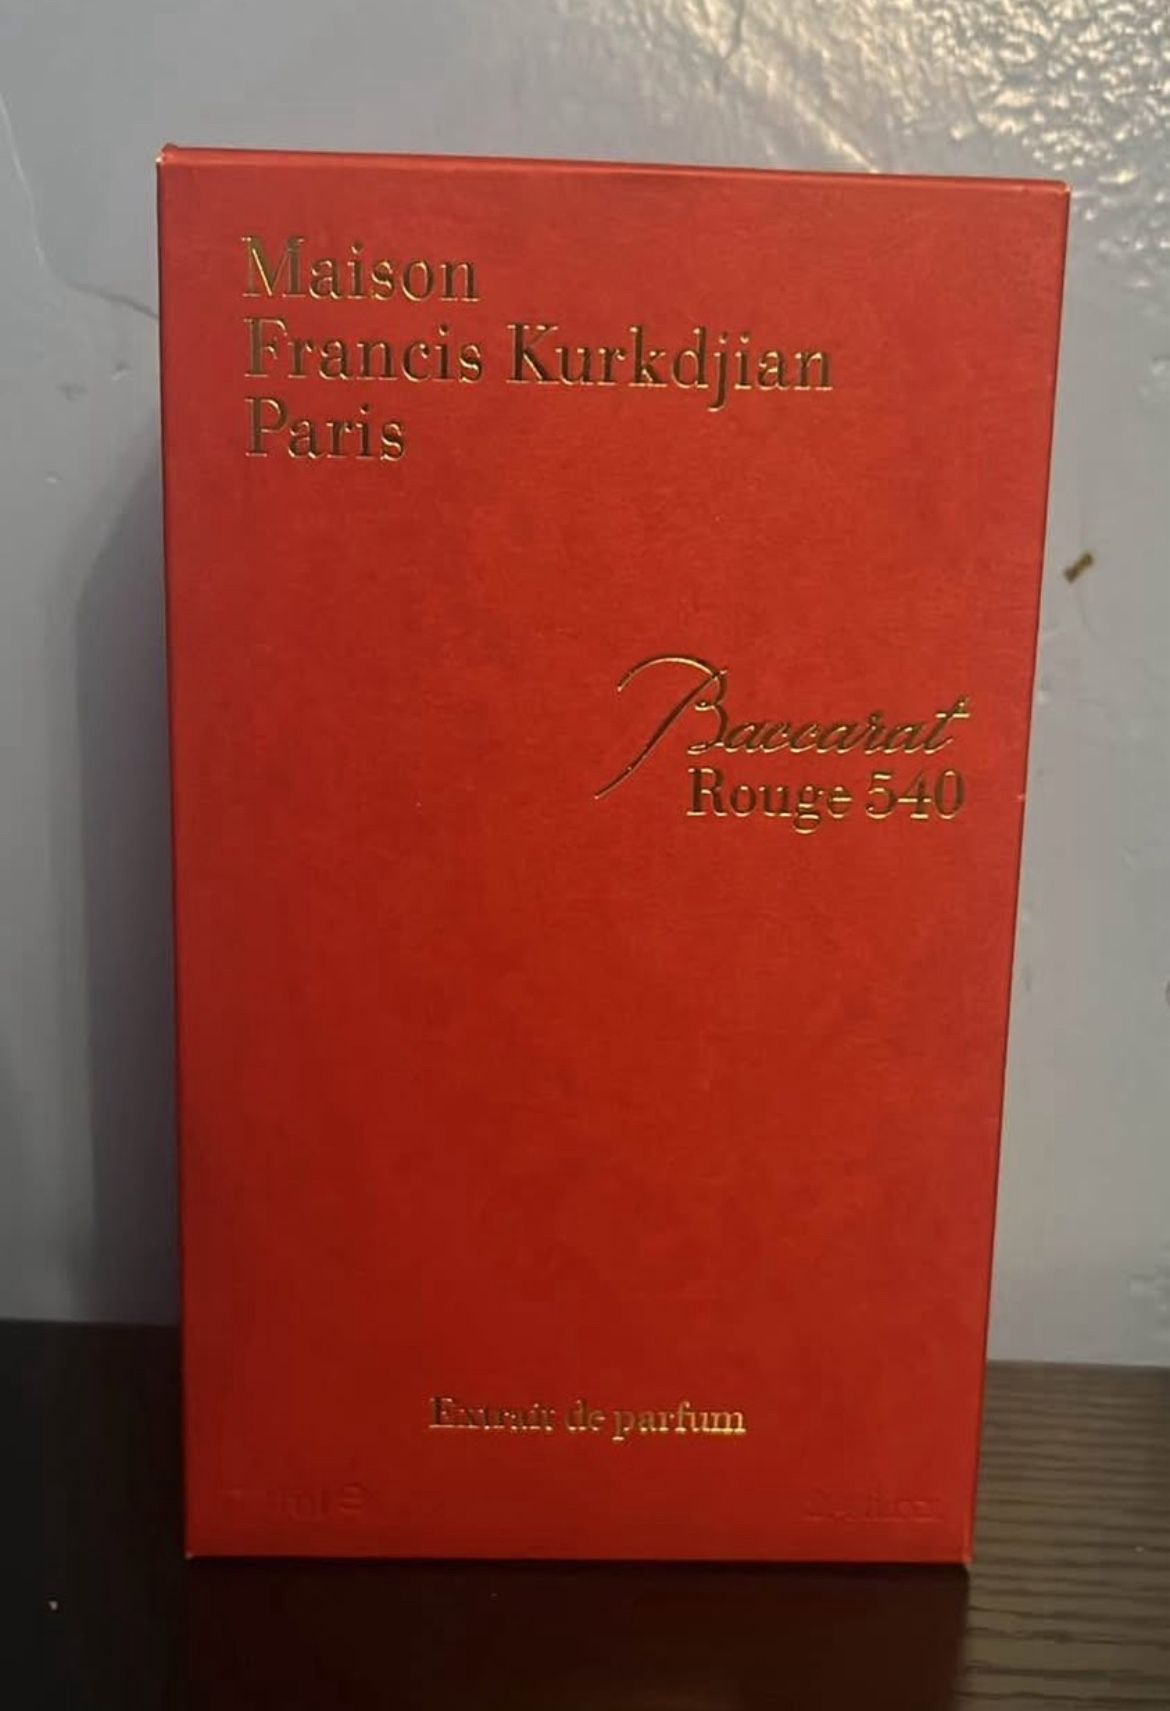 Maison
Francis Kurkdjian
Paris
Baccarat
Rouge 540
Extrait de parfum